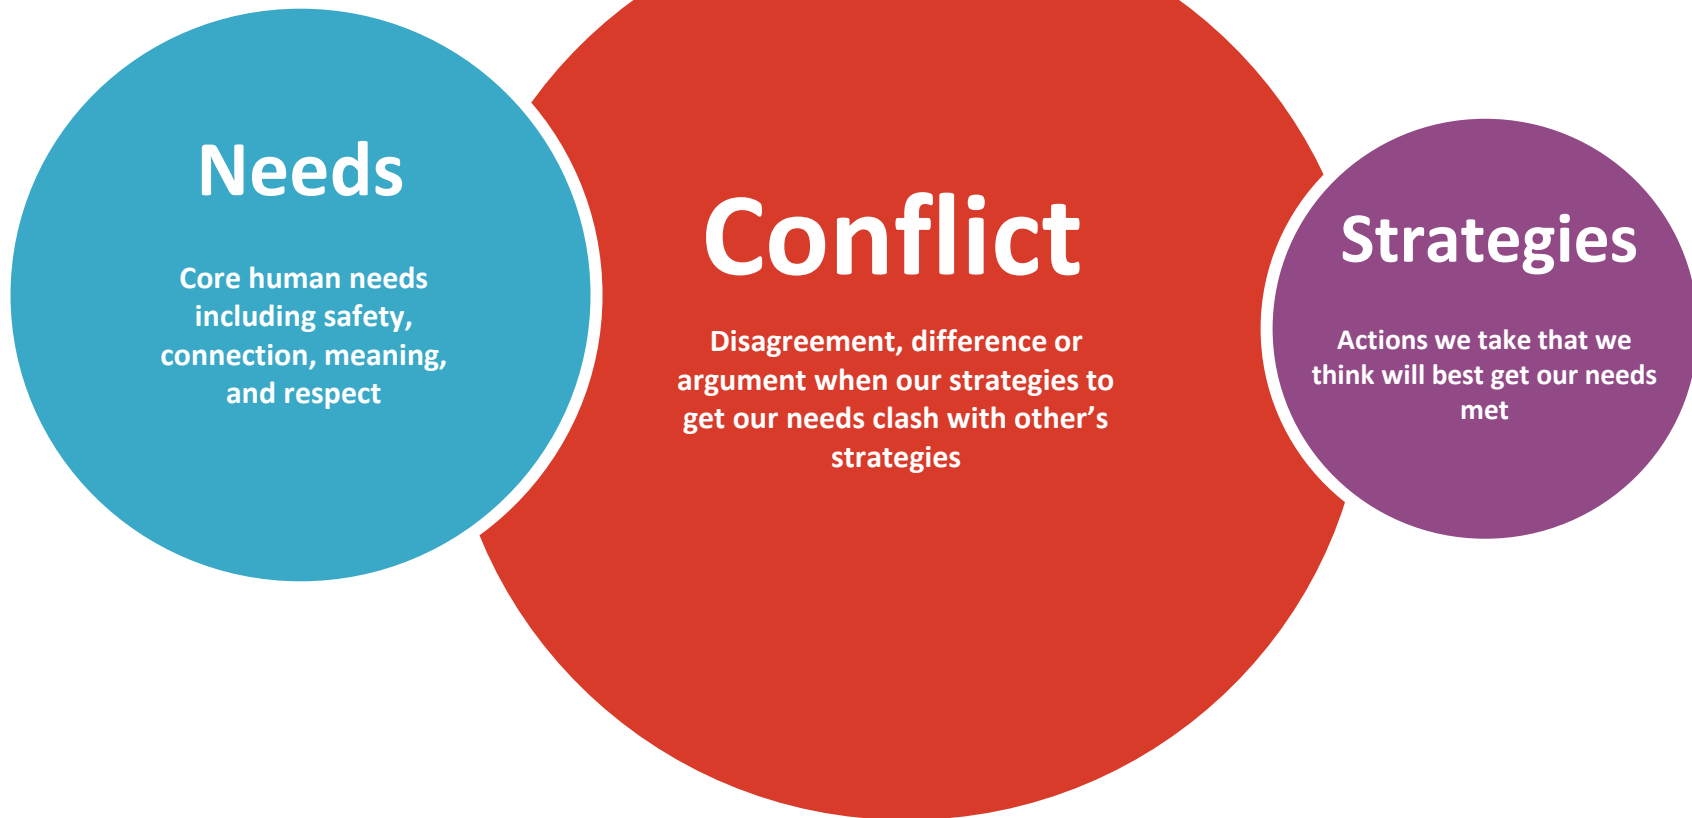 Needs
Core human needs
including safety,
connection, meaning,
and respect
Conflict
Disagreement, difference or
argument when our strategies to
get our needs clash with other’s
strategies
Strategies
Actions we take that we
think will best get our needs
met